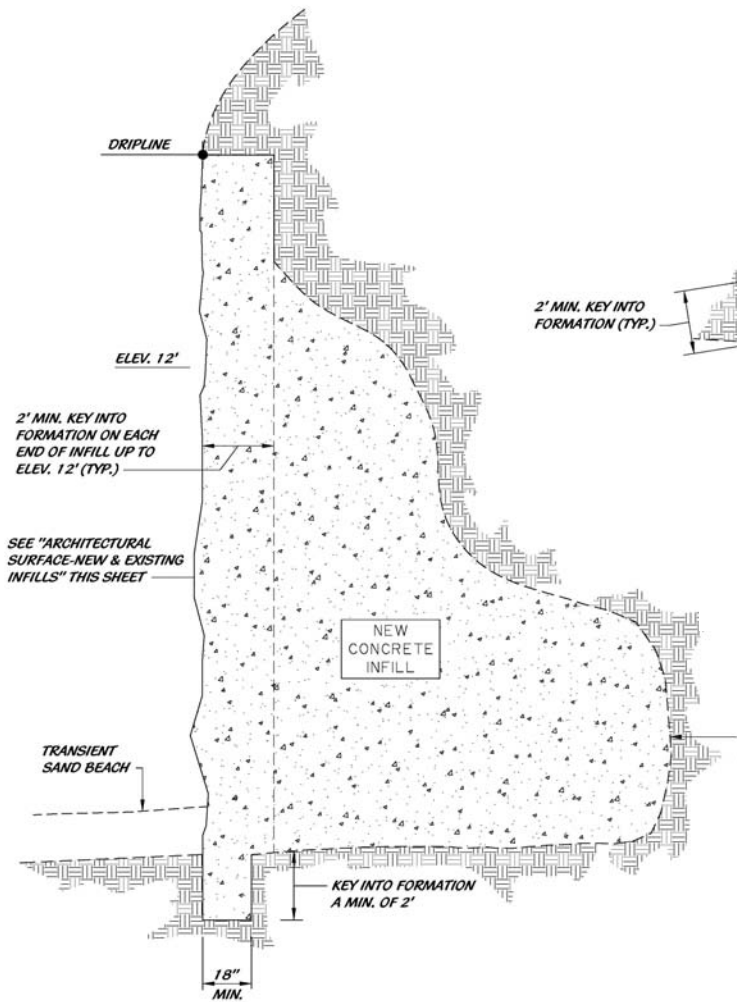 DRIPLINE
2' MIN. KEY INTO
FORMATION (TYP.)
ELEV. 12'
2' MIN. KEY INTO
FORMATION ON EACH
END OF INFILL UP TO
ELEV. 12' (TYP.)
SEE "ARCHITECTURAL
SURFACE-NEW & EXISTING
INFILLS" THIS SHEET
NEW
CONCRETE
INFILL
TRANSIENT
SAND BEACH
KEY INTO FORMATION
A MIN. OF 2'
18"
MIN.